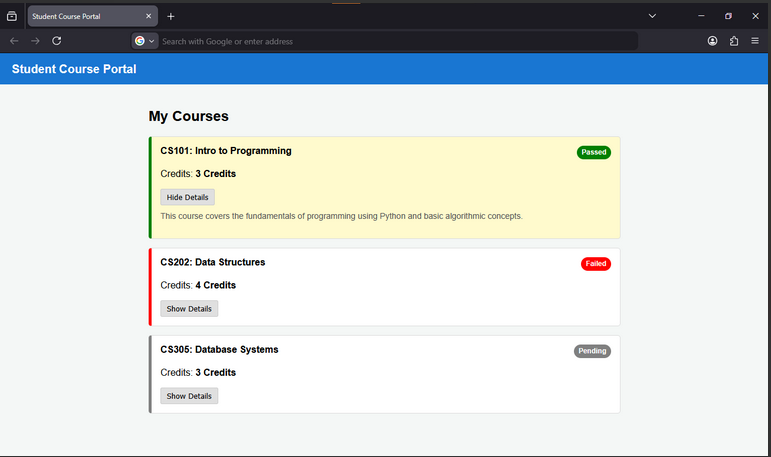 Student Course Portal
Search with Google or enter address
Student Course Portal
My Courses
CS101: Intro to Programming
Passed
Credits: 3 Credits
Hide Details
This course covers the fundamentals of programming using Python and basic algorithmic concepts.
CS202: Data Structures
Failed
Credits: 4 Credits
Show Details
CS305: Database Systems
Pending
Credits: 3 Credits
Show Details